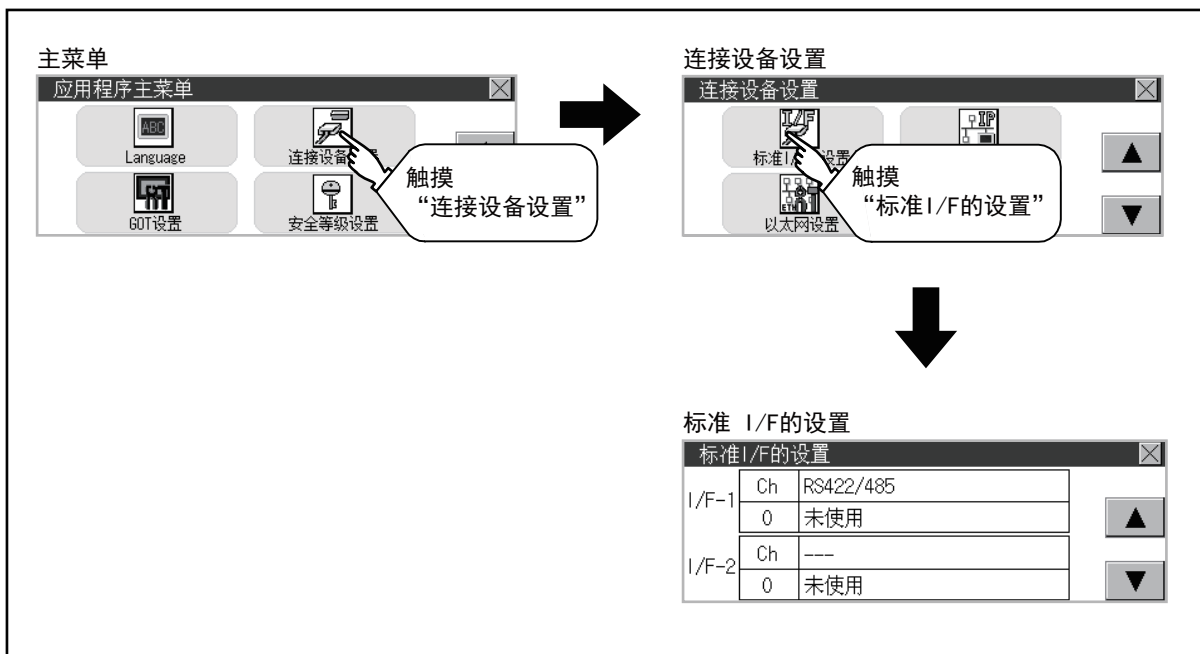 主菜单
应用程序主菜单
Language
连接设备
GOT设置
安全等级设置
触摸
“连接设备设置”
连接设备设置
连接设备设置
I/F
IP
标准I/
设置
ETH
以太网设置
触摸
“标准I/F的设置”
标准 I/F的设置
标准I/F的设置
I/F-1
Ch
RS422/485
0
未使用
I/F-2
Ch
---
0
未使用